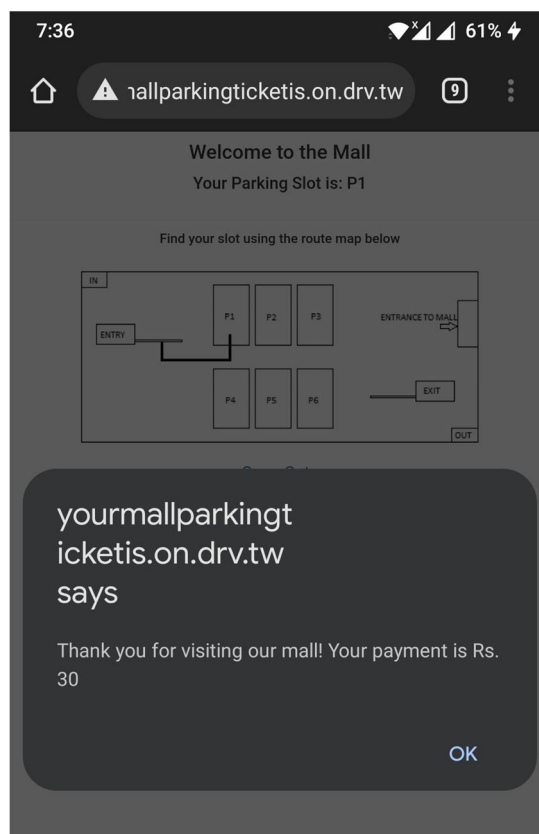 7:36
x
61%
nallparkingticketis.on.drv.tw
9
Welcome to the Mall
Your Parking Slot is: P1
Find your slot using the route map below
IN
P1 P2 P3
ENTRANCE TO MALL
ENTRY
P4 P5 P6
EXIT
OUT
yourmallparkingt
icketis.on.drv.tw
says
Thank you for visiting our mall! Your payment is Rs.
30
OK